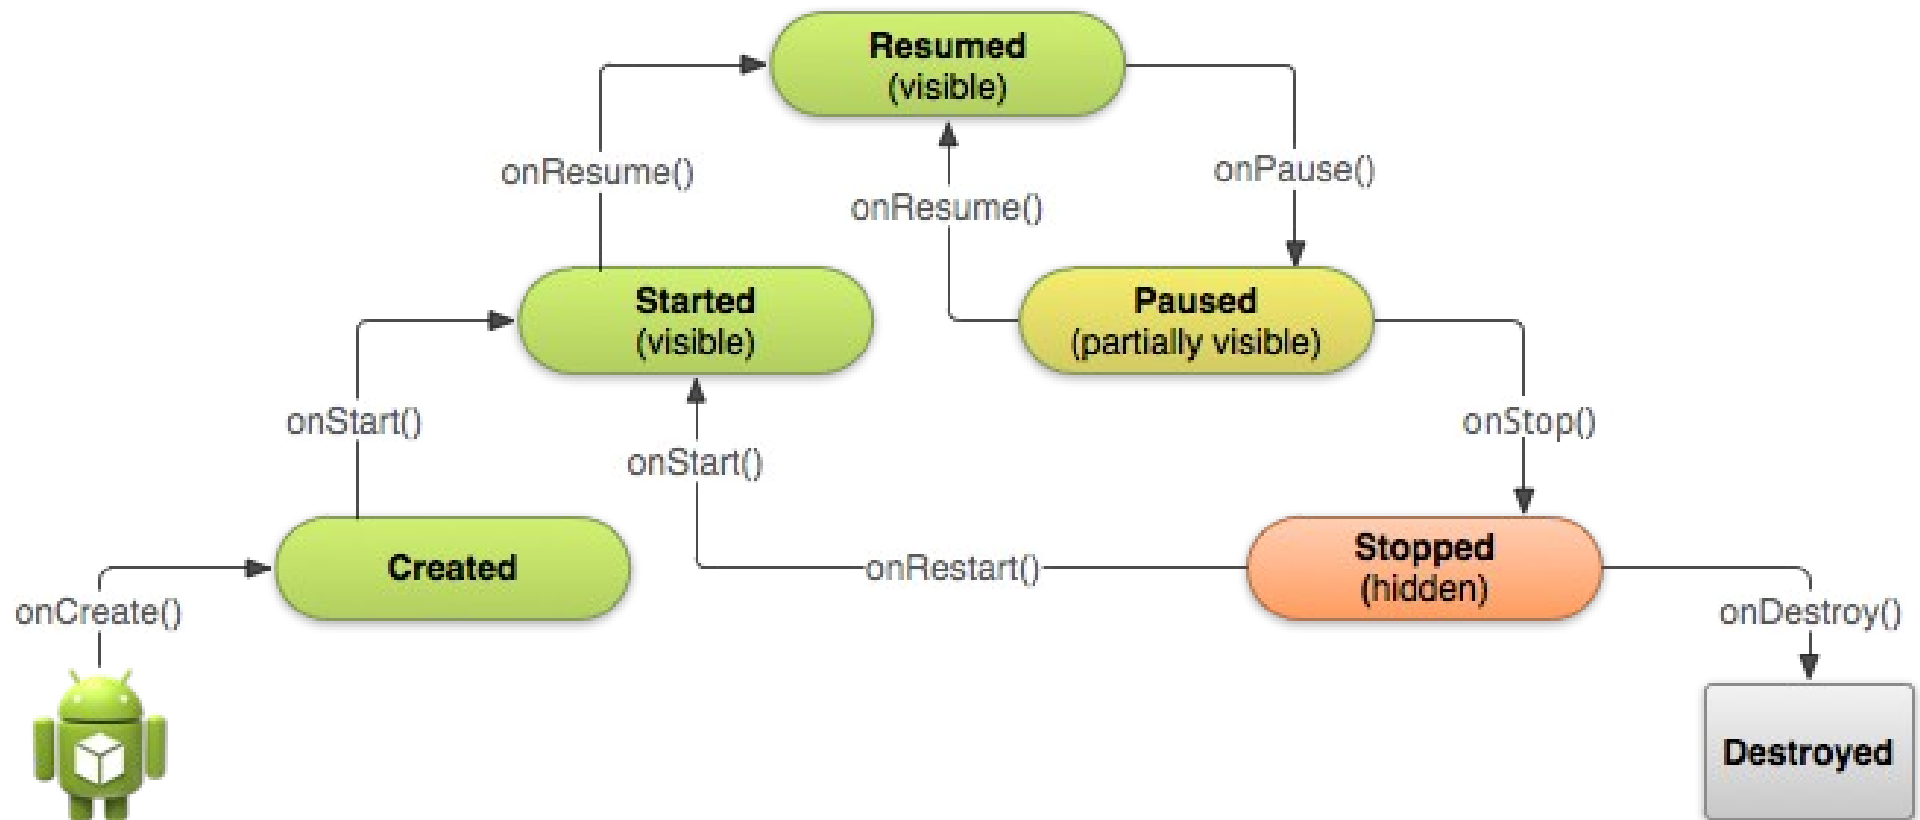 Resumed
(visible)
onResume()
onPause()
onResume()
Started
(visible)
Paused
(partially visible)
onStart()
onStop()
onStart()
Created
onRestart()
Stopped
(hidden)
onCreate()
onDestroy()
Destroyed